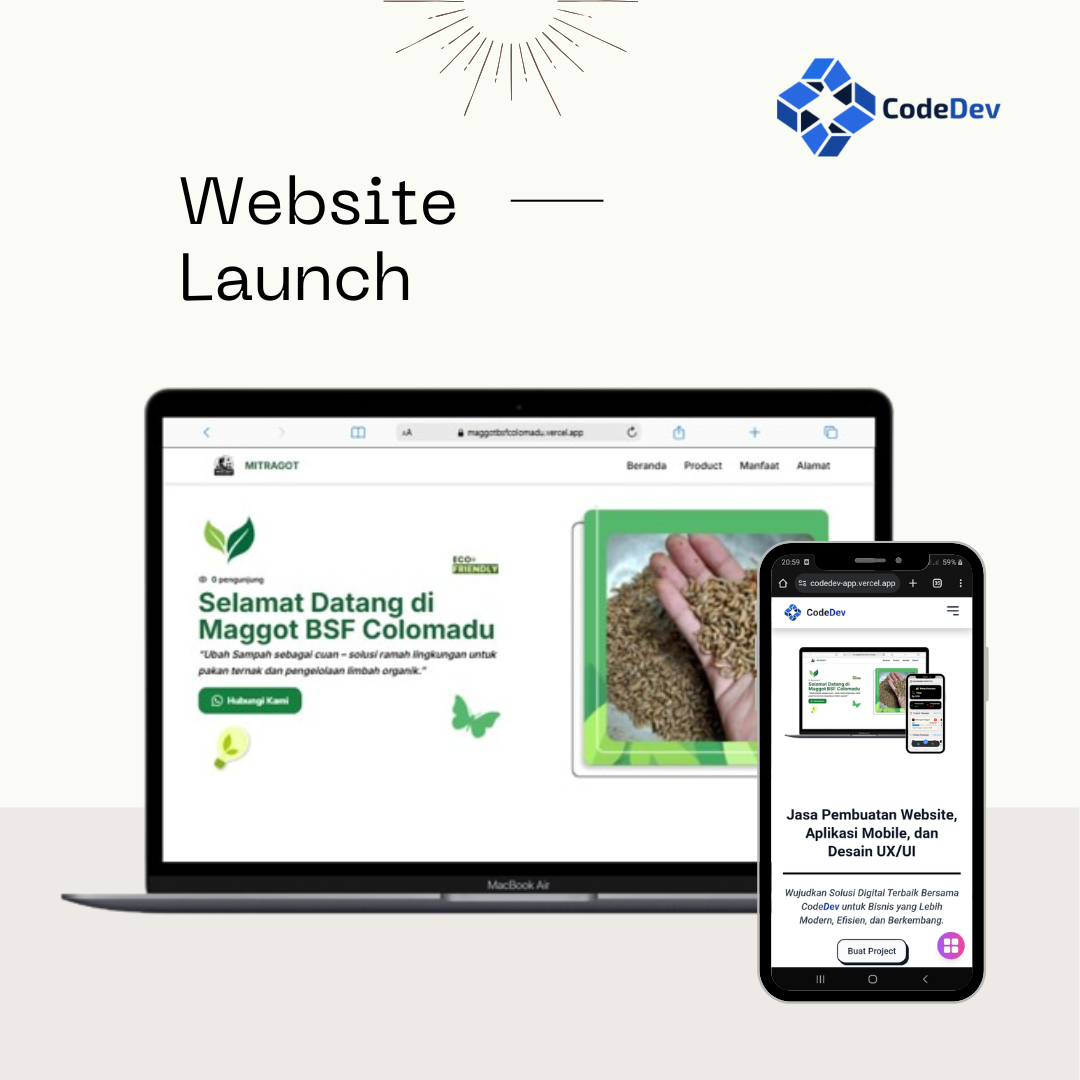 CodeDev
Website
Launch
AA
maggotbsfcolomadu.vercel.app
MITRAGOT
Beranda Product Manfaat Alamat
ECO+
FRIENDLY
0 pengunjung
Selamat Datang di
Maggot BSF Colomadu
"Ubah Sampah sebagai cuan – solusi ramah lingkungan untuk
pakan ternak dan pengelolaan limbah organik."
Hubungi Kami
MacBook Air
20:59 59%
codedev-app.vercel.app
CodeDev
Selamat Datang di
Maggot BSF Colomadu
Jasa Pembuatan Website,
Aplikasi Mobile, dan
Desain UX/UI
Wujudkan Solusi Digital Terbaik Bersama
CodeDev untuk Bisnis yang Lebih
Modern, Efisien, dan Berkembang.
Buat Project